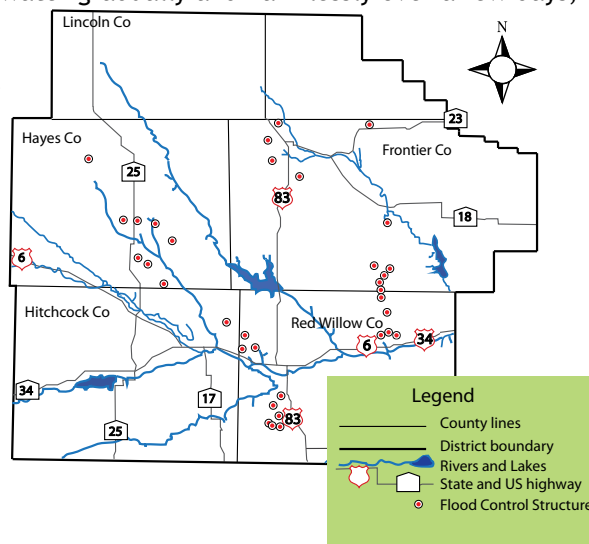 Lincoln Co
N
23
Hayes Co
Frontier Co
25
83
18
6
Hitchcock Co
Red Willow Co
34
6
34
17
83
25
Legend
County lines
District boundary
Rivers and Lakes
State and US highway
Flood Control Structure